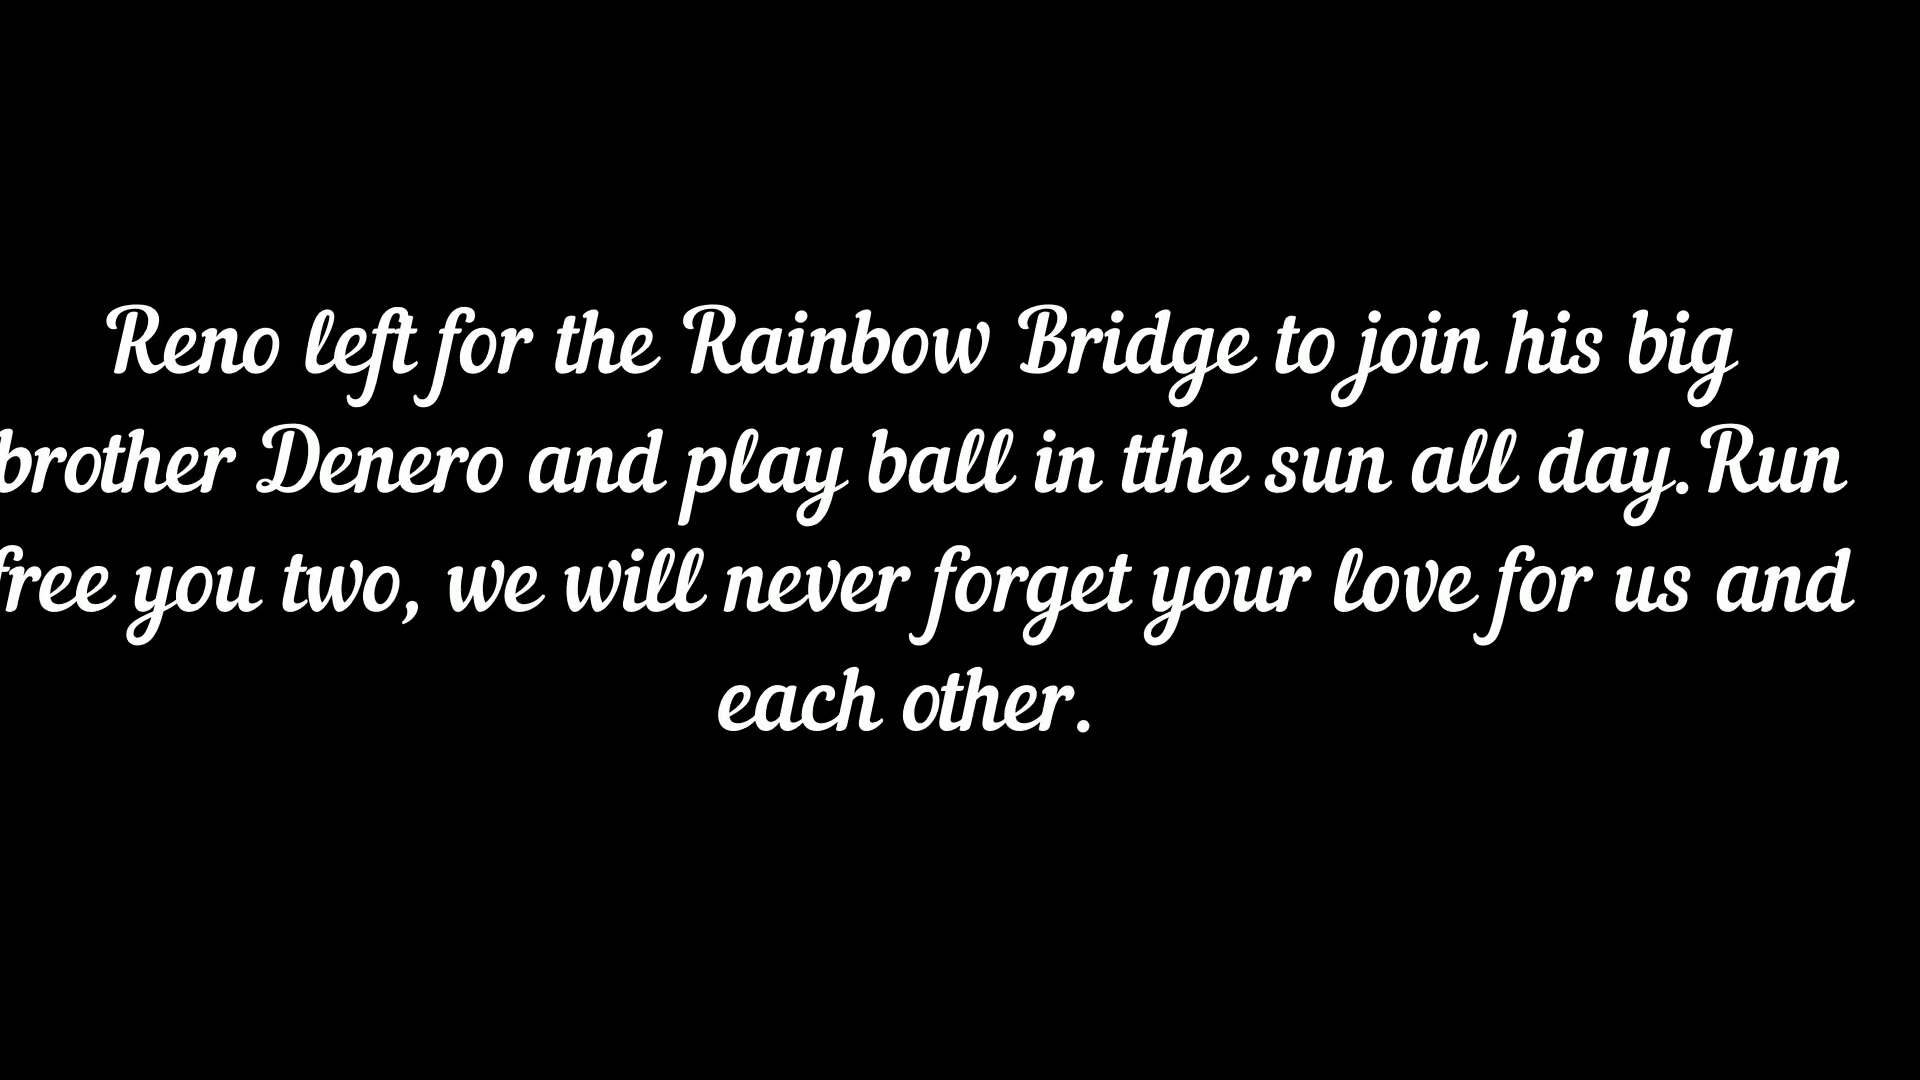 Reno left for the Rainbow Bridge to join his big
brother Denero and play ball in tthe sun all day.Run
free you two, we will never forget your love for us and
each other.